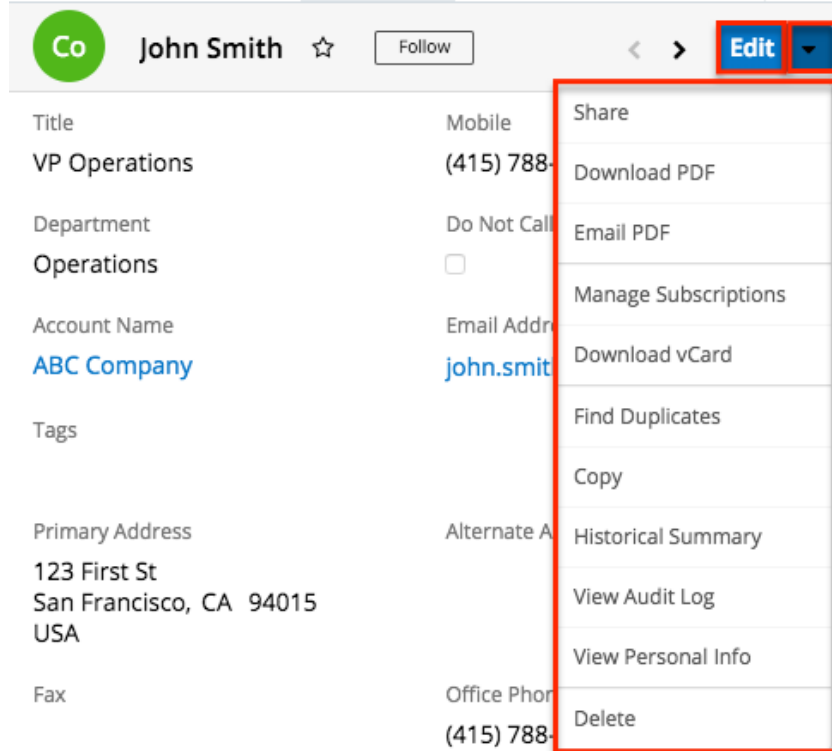 Co
John Smith
Follow
Edit
Title
VP Operations
Mobile
(415) 788-
Department
Operations
Do Not Call
Account Name
ABC Company
Email Addr
john.smit
Tags
Primary Address
123 First St
San Francisco, CA 94015
USA
Alternate A
Fax
Office Phon
(415) 788-
Share
Download PDF
Email PDF
Manage Subscriptions
Download vCard
Find Duplicates
Copy
Historical Summary
View Audit Log
View Personal Info
Delete